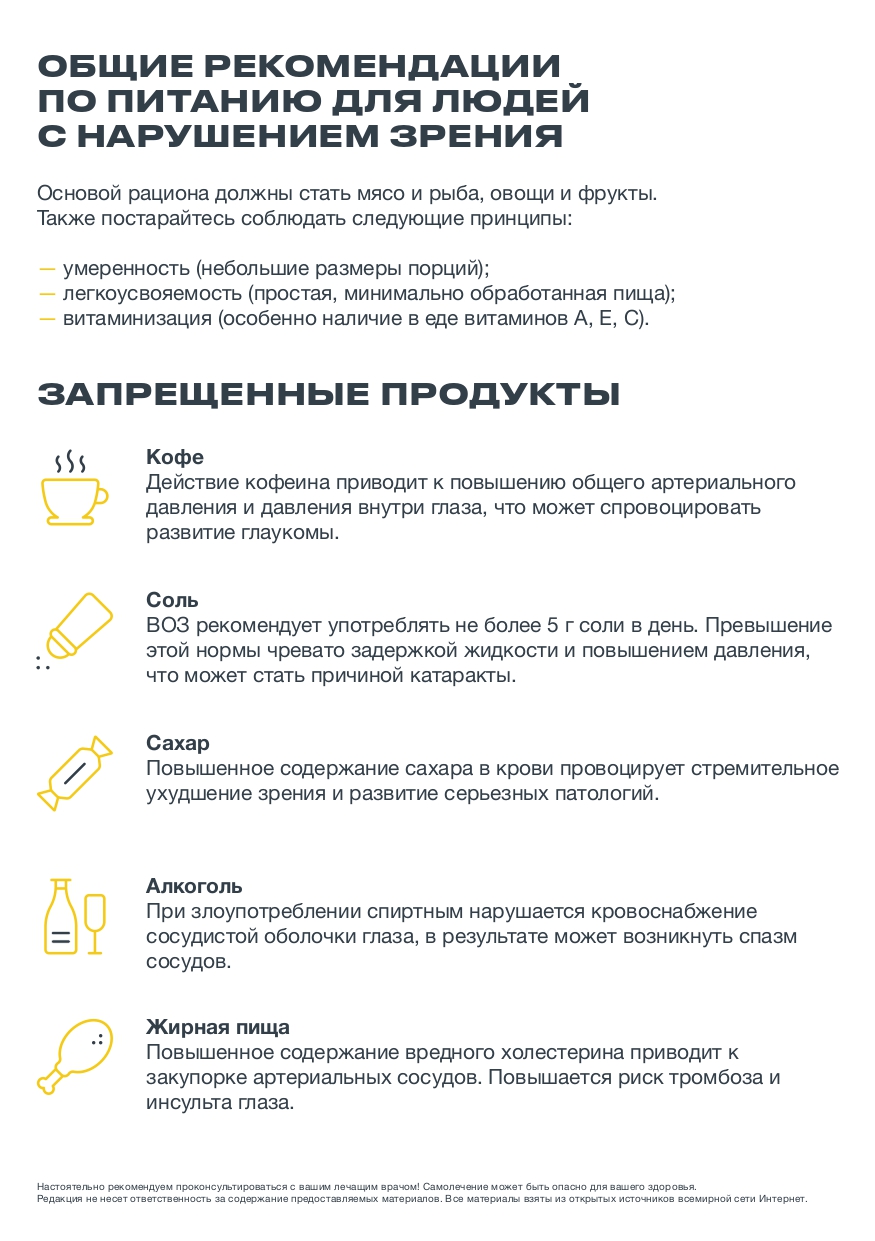 ОБЩИЕ РЕКОМЕНДАЦИИ
ПО ПИТАНИЮ ДЛЯ ЛЮДЕЙ
С НАРУШЕНИЕМ ЗРЕНИЯ
Основой рациона должны стать мясо и рыба, овощи и фрукты.
Также постарайтесь соблюдать следующие принципы:
— умеренность (небольшие размеры порций);
— легкоусвояемость (простая, минимально обработанная пища);
— витаминизация (особенно наличие в еде витаминов А, Е, С).
ЗАПРЕЩЕННЫЕ ПРОДУКТЫ
Кофе
Действие кофеина приводит к повышению общего артериального
давления и давления внутри глаза, что может спровоцировать
развитие глаукомы.
Соль
ВОЗ рекомендует употреблять не более 5 г соли в день. Превышение
этой нормы чревато задержкой жидкости и повышением давления,
что может стать причиной катаракты.
Сахар
Повышенное содержание сахара в крови провоцирует стремительное
ухудшение зрения и развитие серьезных патологий.
Алкоголь
При злоупотреблении спиртным нарушается кровоснабжение
сосудистой оболочки глаза, в результате может возникнуть спазм
сосудов.
Жирная пища
Повышенное содержание вредного холестерина приводит к
закупорке артериальных сосудов. Повышается риск тромбоза и
инсульта глаза.
Настоятельно рекомендуем проконсультироваться с вашим лечащим врачом! Самолечение может быть опасно для вашего здоровья.
Редакция не несет ответственность за содержание предоставляемых материалов. Все материалы взяты из открытых источников всемирной сети Интернет.